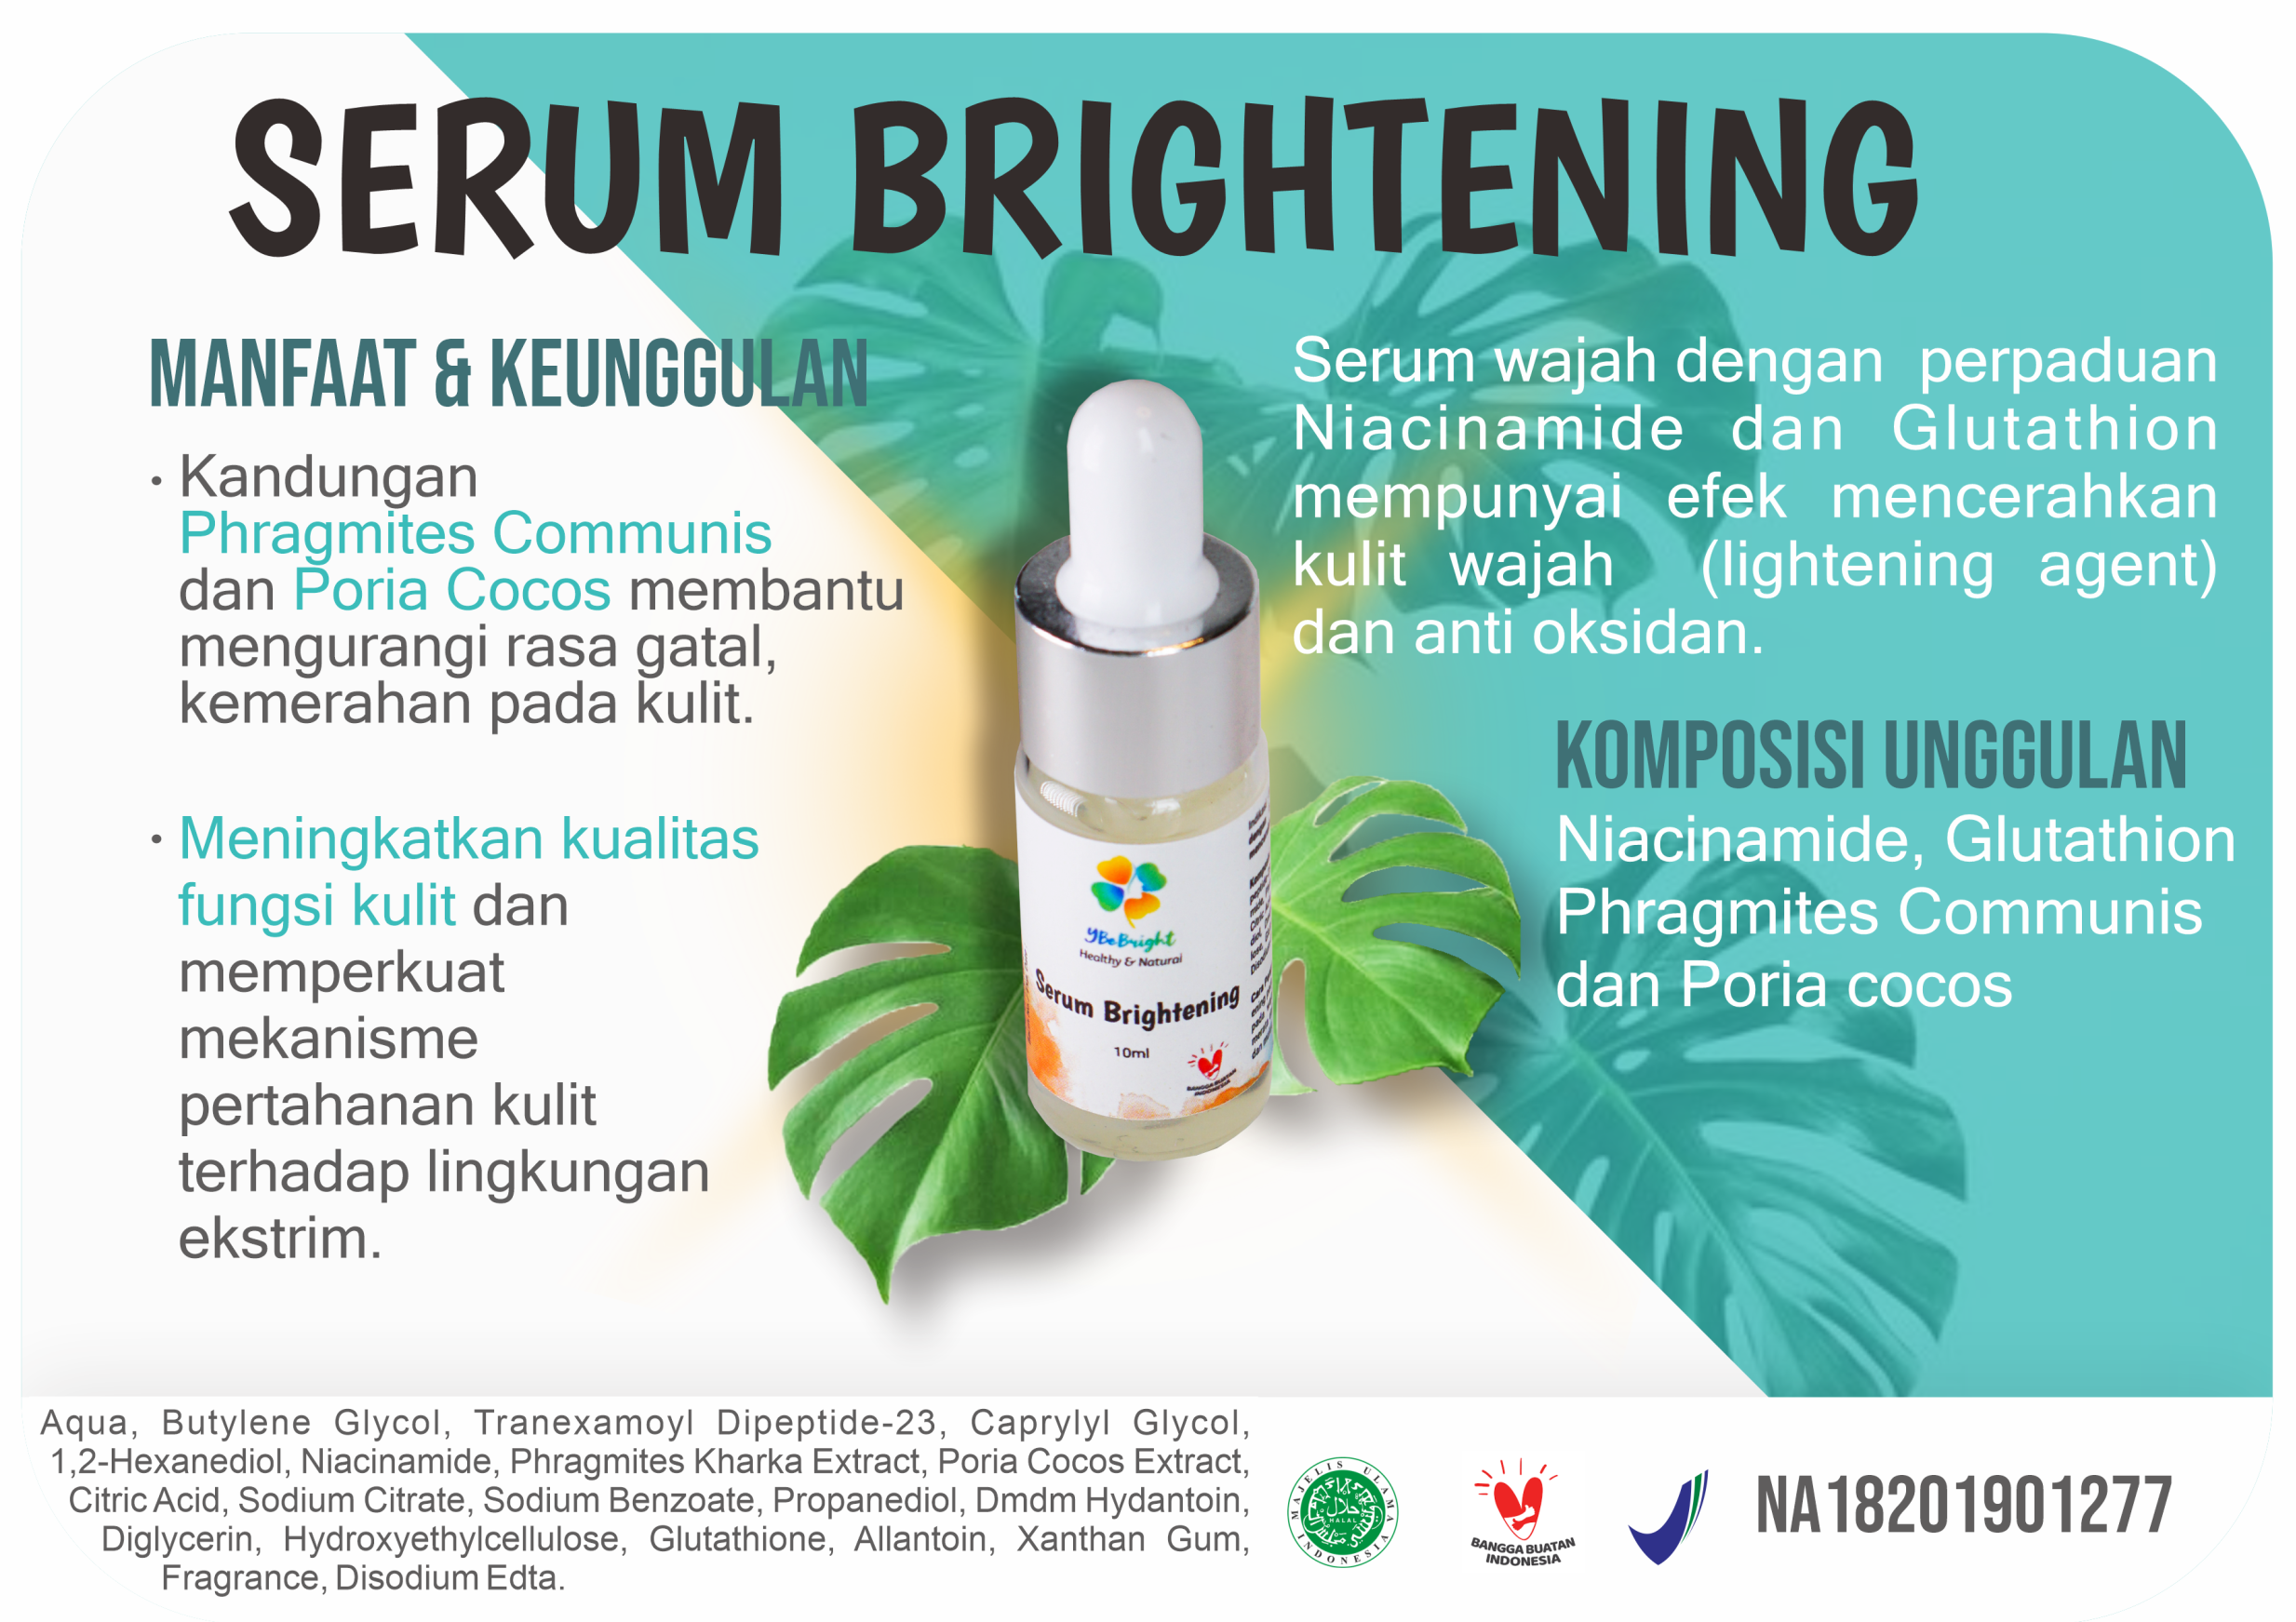 SERUM BRIGHTENING
MANFAAT & KEUNGGULAN
• Kandungan
Phragmites Communis
dan Poria Cocos membantu
mengurangi rasa gatal,
kemerahan pada kulit.
• Meningkatkan kualitas
fungsi kulit dan
memperkuat
mekanisme
pertahanan kulit
terhadap lingkungan
ekstrim.
Serum wajah dengan perpaduan
Niacinamide dan Glutathion
mempunyai efek mencerahkan
kulit wajah (lightening agent)
dan anti oksidan.
KOMPOSISI UNGGULAN
Niacinamide, Glutathion
Phragmites Communis
dan Poria cocos
YBeBright
Healthy & Natural
Serum Brightening
10ml
BANGGA BUATAN
INDONESIA
Aqua, Butylene Glycol, Tranexamoyl Dipeptide-23, Caprylyl Glycol,
1,2-Hexanediol, Niacinamide, Phragmites Kharka Extract, Poria Cocos Extract,
Citric Acid, Sodium Citrate, Sodium Benzoate, Propanediol, Dmdm Hydantoin,
Diglycerin, Hydroxyethylcellulose, Glutathione, Allantoin, Xanthan Gum,
Fragrance, Disodium Edta.
MAJELIS ULAMA INDONESIA
حلال
HALAL
BANGGA BUATAN
INDONESIA
NA18201901277